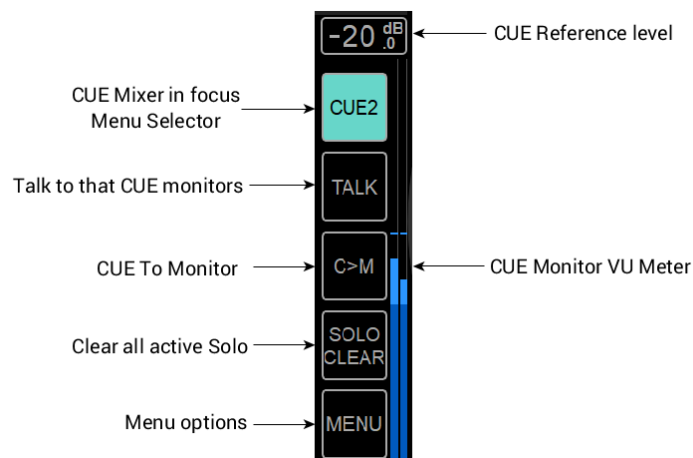 -20 dB .0
CUE Reference level
CUE Mixer in focus
Menu Selector
CUE2
Talk to that CUE monitors
TALK
CUE To Monitor
C>M
CUE Monitor VU Meter
Clear all active Solo
SOLO
CLEAR
Menu options
MENU